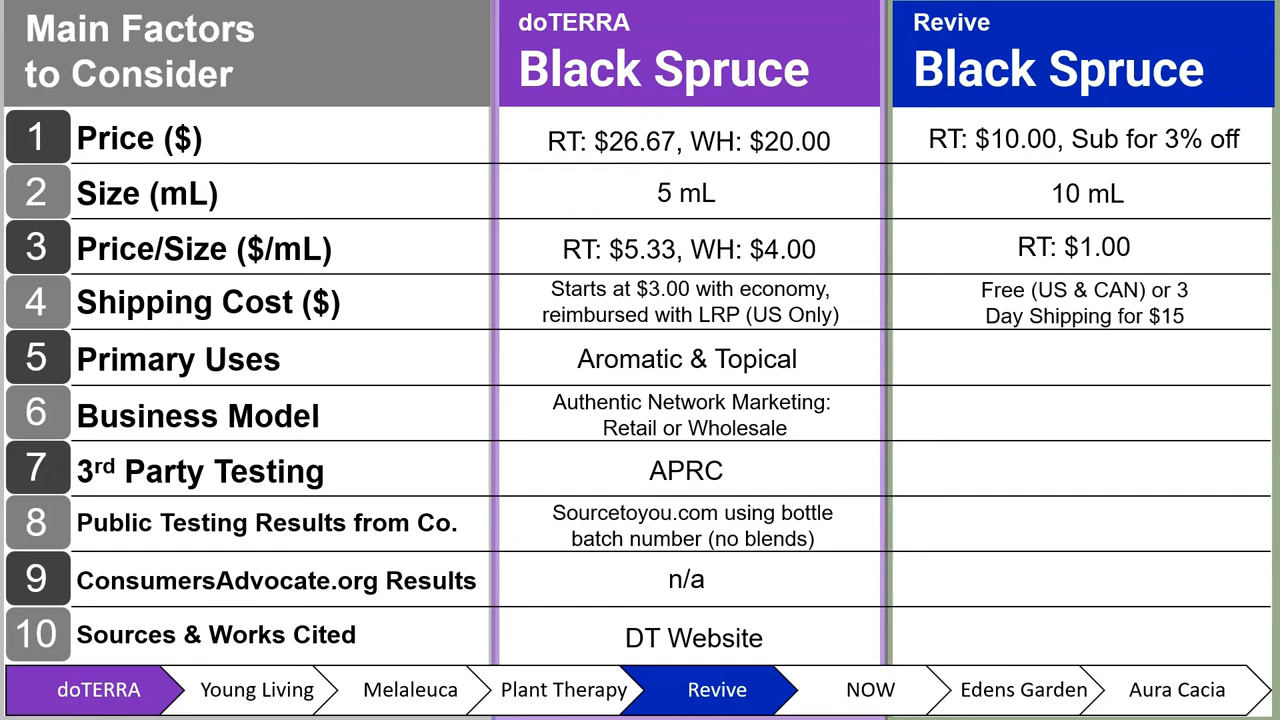 Main Factors
to Consider
doTERRA
Black Spruce
Revive
Black Spruce
1 Price ($) RT: $26.67, WH: $20.00 RT: $10.00, Sub for 3% off
2 Size (mL) 5 mL 10 mL
3 Price/Size ($/mL) RT: $5.33, WH: $4.00 RT: $1.00
4 Shipping Cost ($) Starts at $3.00 with economy,
reimbursed with LRP (US Only)
Free (US & CAN) or 3
Day Shipping for $15
5 Primary Uses Aromatic & Topical
6 Business Model Authentic Network Marketing:
Retail or Wholesale
7 3rd Party Testing APRC
8 Public Testing Results from Co. Sourcetoyou.com using bottle
batch number (no blends)
9 ConsumersAdvocate.org Results n/a
10 Sources & Works Cited DT Website
doTERRA Young Living Melaleuca Plant Therapy Revive NOW Edens Garden Aura Cacia